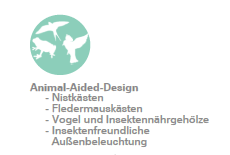 Animal-Aided-Design
- Nistkästen
- Fledermauskästen
- Vogel und Insektennährgehölze
- Insektenfreundliche
Außenbeleuchtung